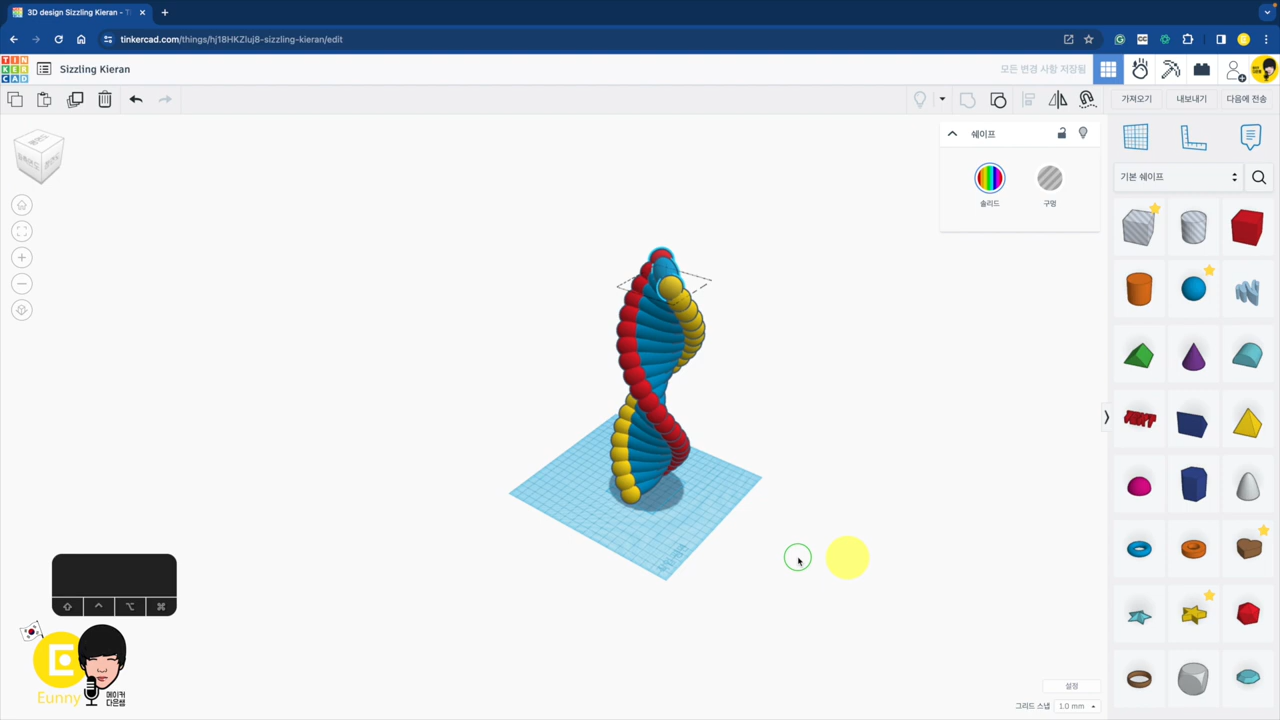 3D design Sizzling Kieran - Ti
tinkercad.com/things/hj18HKZluj8-sizzling-kieran/edit
TIN
KER
CAD
Sizzling Kieran
모든 변경 사항 저장됨
가져오기
내보내기
다음에 전송
쉐이프
솔리드
구멍
기본 쉐이프
TEXT
Eunny
메이커
다은쌤
설정
그리드 스냅
1.0 mm